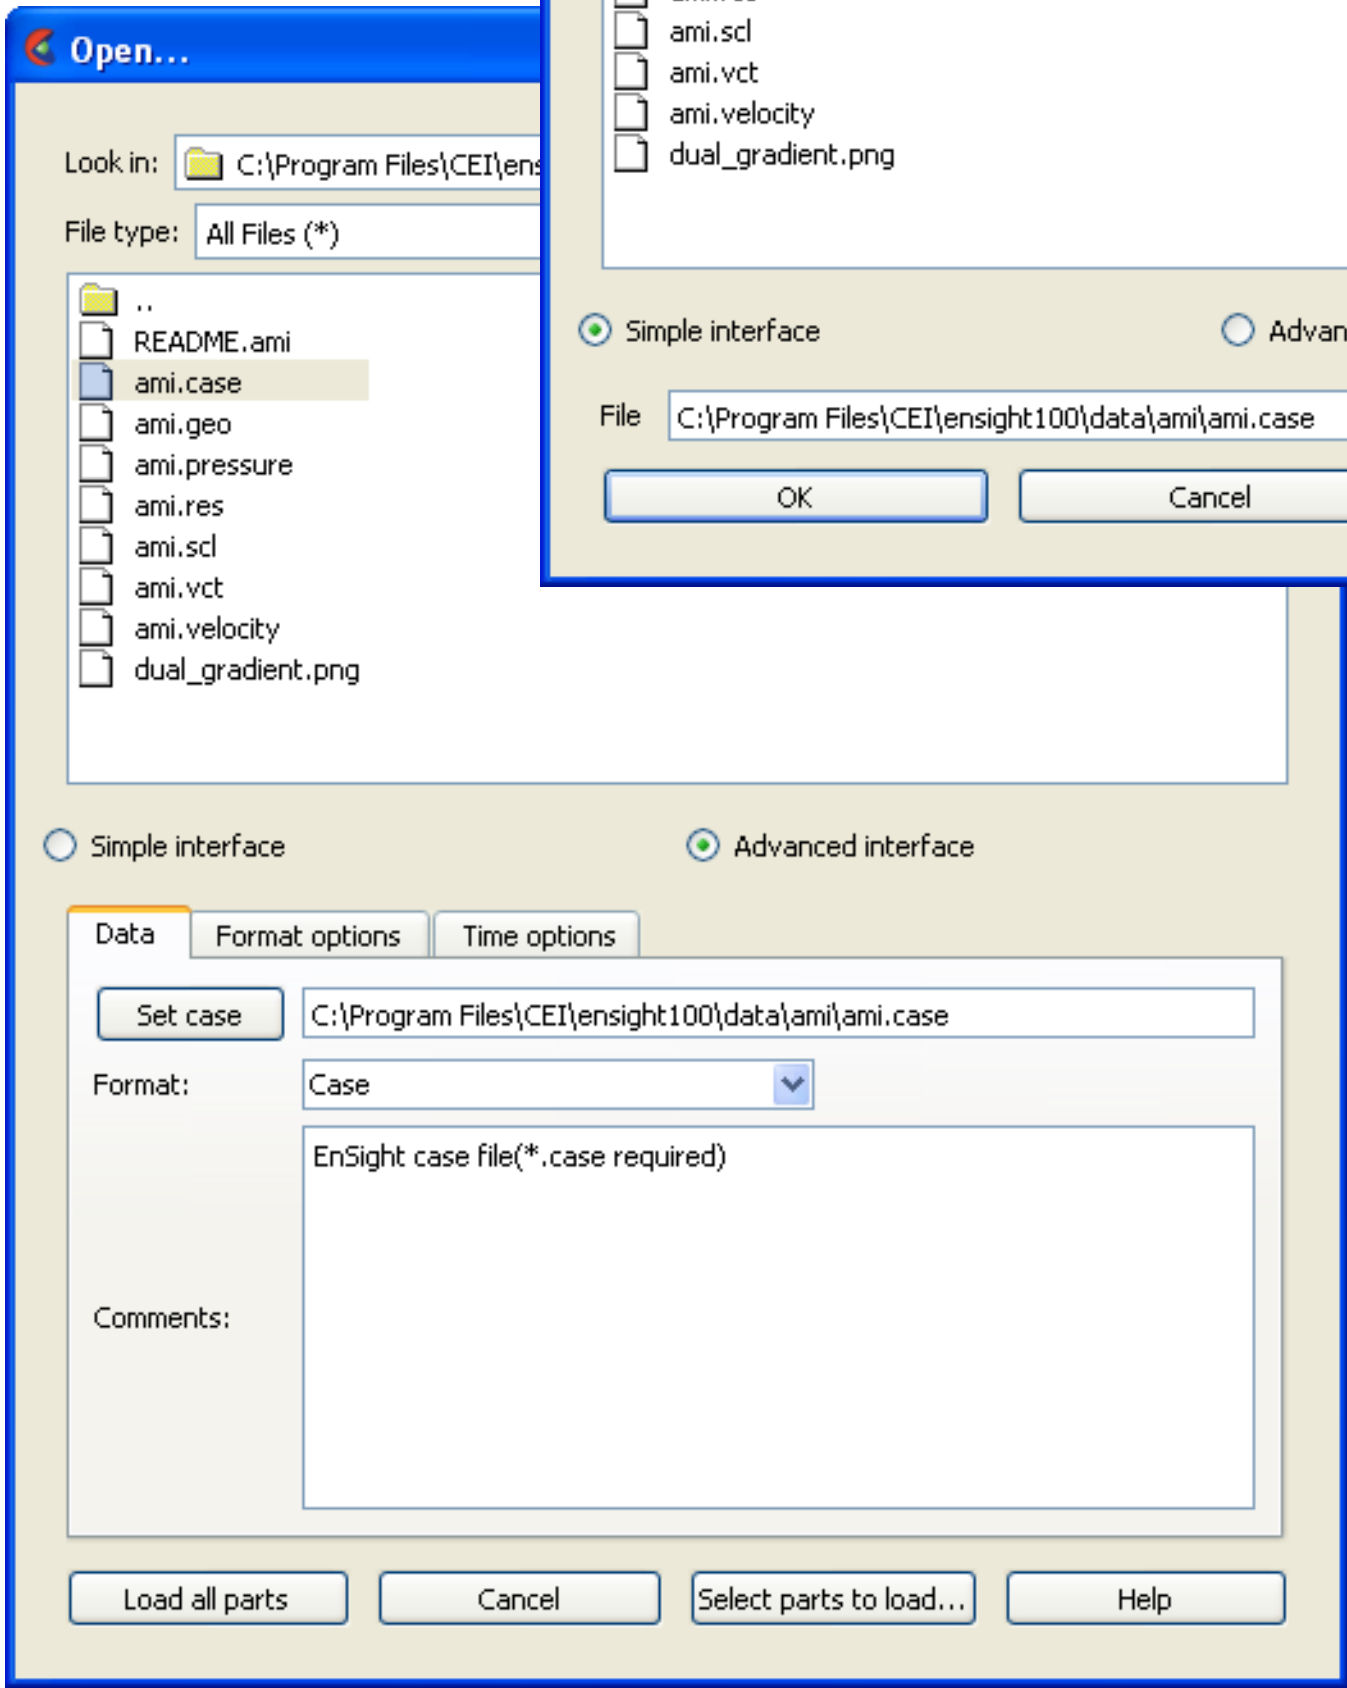 Open...
Look in:
C:\Program Files\CEI\ens
File type:
All Files (*)
..
README.ami
ami.case
ami.geo
ami.pressure
ami.res
ami.scl
ami.vct
ami.velocity
dual_gradient.png
ami.scl
ami.vct
ami.velocity
dual_gradient.png
Simple interface
Advan
File
C:\Program Files\CEI\ensight100\data\ami\ami.case
OK
Cancel
Simple interface
Advanced interface
Data
Format options
Time options
Set case
C:\Program Files\CEI\ensight100\data\ami\ami.case
Format:
Case
Comments:
EnSight case file(*.case required)
Load all parts
Cancel
Select parts to load...
Help